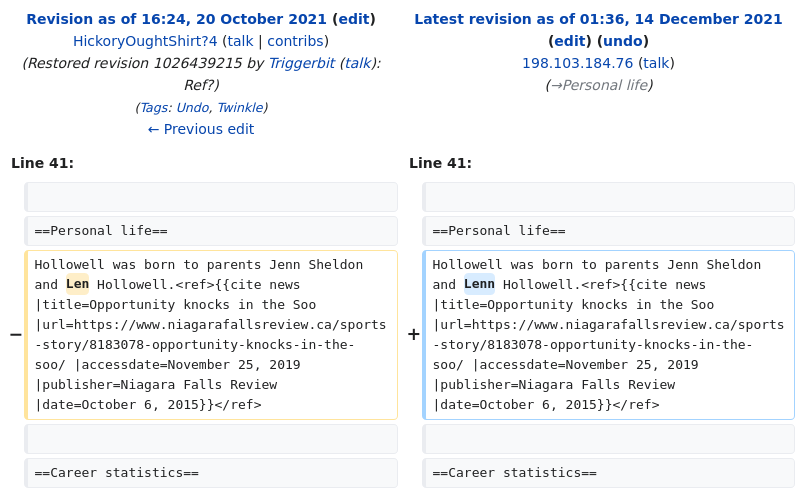 Revision as of 16:24, 20 October 2021 (edit)
HickoryOughtShirt?4 (talk | contribs)
(Restored revision 1026439215 by Triggerbit (talk):
Ref?)
(Tags: Undo, Twinkle)
← Previous edit
Latest revision as of 01:36, 14 December 2021
(edit) (undo)
198.103.184.76 (talk)
(→Personal life)
Line 41:
Line 41:
==Personal life==
==Personal life==
−
Hollowell was born to parents Jenn Sheldon
and Len Hollowell.<ref>{{cite news
|title=Opportunity knocks in the Soo
|url=https://www.niagarafallsreview.ca/sports
-story/8183078-opportunity-knocks-in-the-
soo/ |accessdate=November 25, 2019
|publisher=Niagara Falls Review
|date=October 6, 2015}}</ref>
+
Hollowell was born to parents Jenn Sheldon
and Lenn Hollowell.<ref>{{cite news
|title=Opportunity knocks in the Soo
|url=https://www.niagarafallsreview.ca/sports
-story/8183078-opportunity-knocks-in-the-
soo/ |accessdate=November 25, 2019
|publisher=Niagara Falls Review
|date=October 6, 2015}}</ref>
==Career statistics==
==Career statistics==